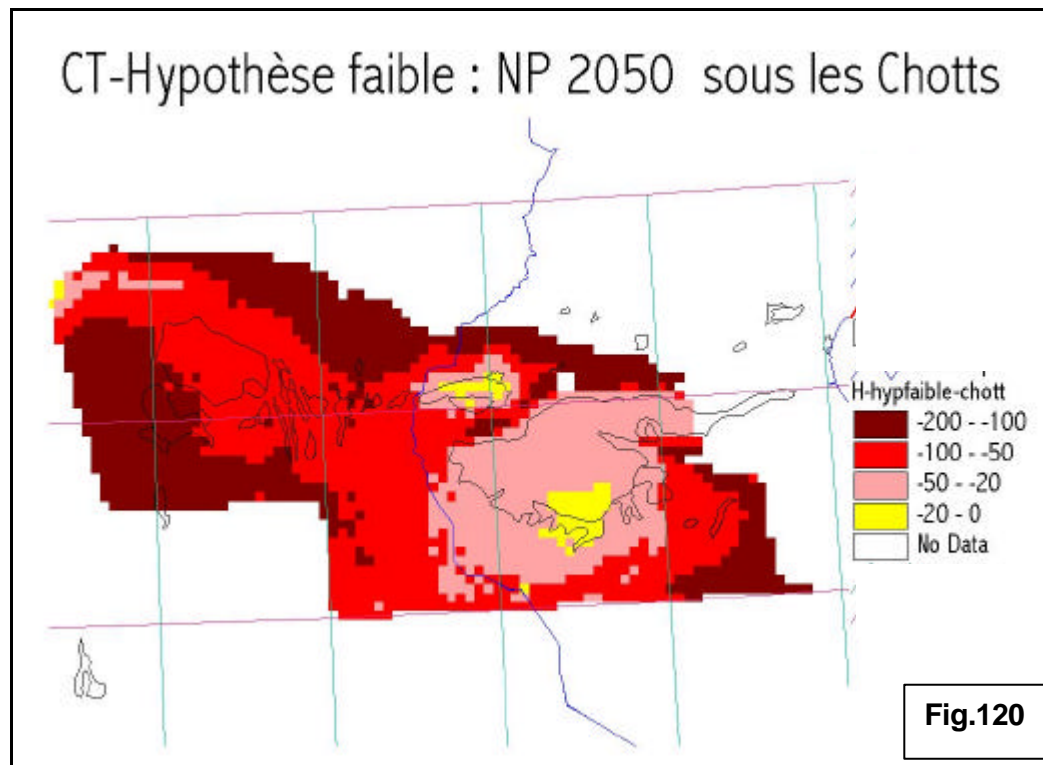 CT-Hypothèse faible : NP 2050 sous les Chotts
H-hypfaible-chott
-200 - -100
-100 - -50
-50 - -20
-20 - 0
No Data
Fig.120